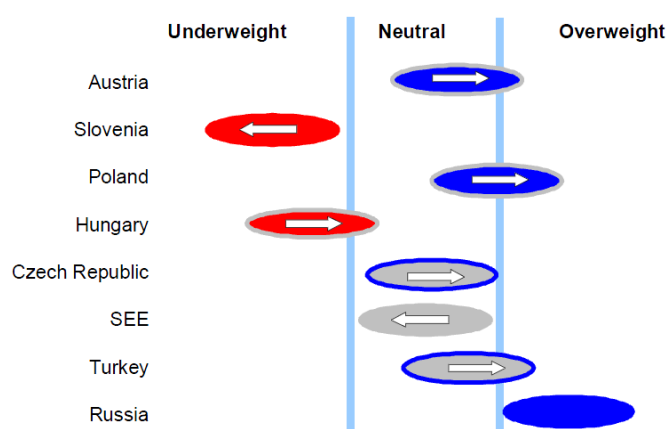 Underweight Neutral Overweight
Austria
Slovenia
Poland
Hungary
Czech Republic
SEE
Turkey
Russia